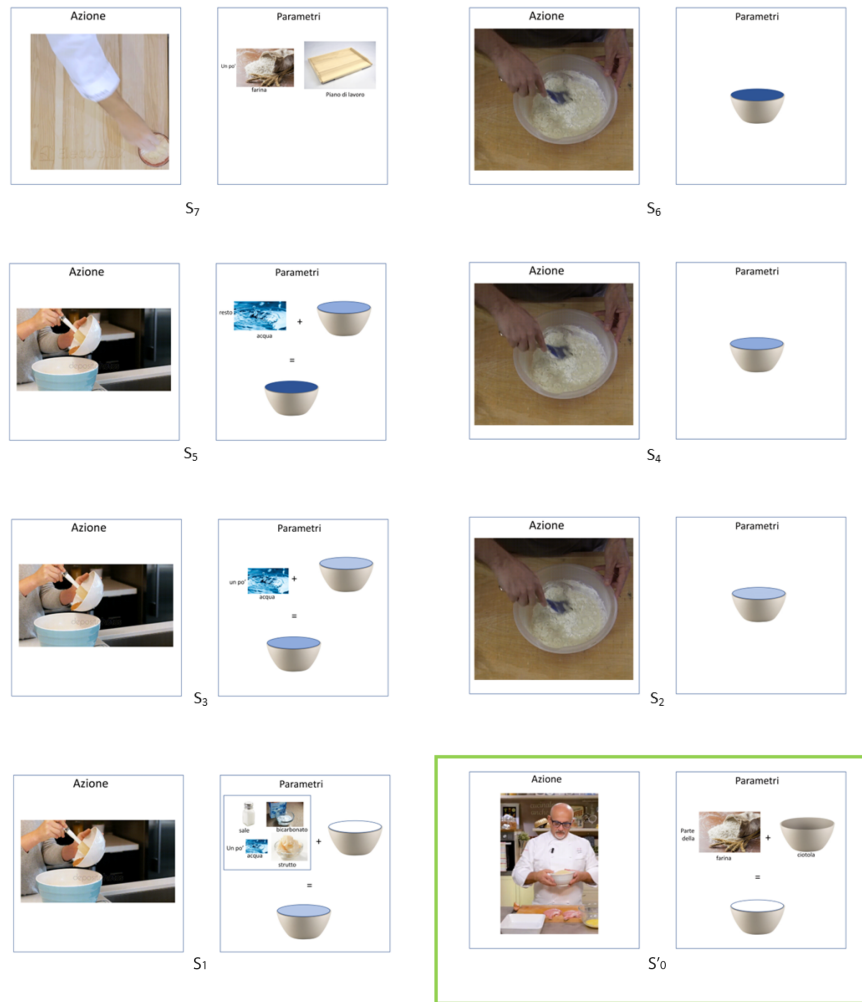 Azione
Parametri
Un po'
farina
Piano di lavoro
S7
Azione
Parametri
S6
Azione
Parametri
resto
acqua
+
=
S5
Azione
Parametri
S4
Azione
Parametri
un po'
acqua
+
=
S3
Azione
Parametri
S2
Azione
Parametri
sale
bicarbonato
Un po'
acqua
strutto
+
=
S1
Azione
Parametri
Parte
della
farina
+
ciotola
=
S'0